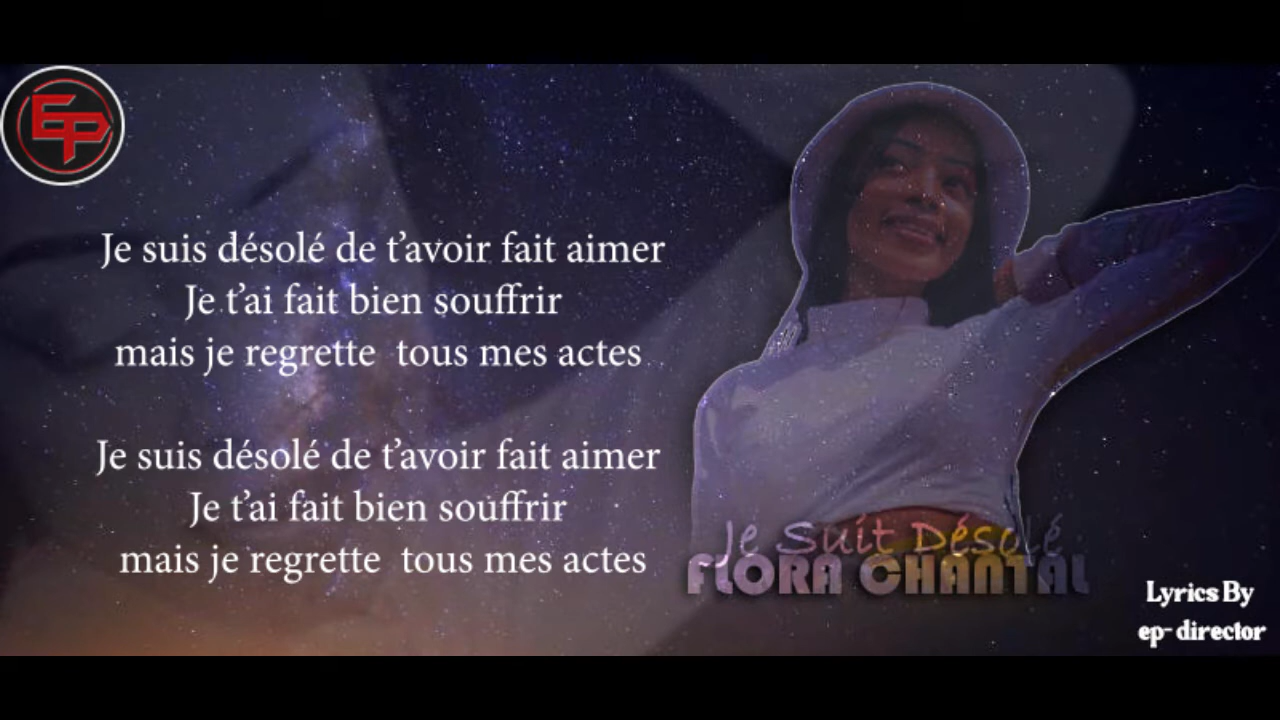 EP
Je suis désolé de t’avoir fait aimer
Je t’ai fait bien souffrir
mais je regrette  tous mes actes
Je suis désolé de t’avoir fait aimer
Je t’ai fait bien souffrir
mais je regrette  tous mes actes
Je Suit Désolé
FLORA CHANTAL
Lyrics By
ep-director